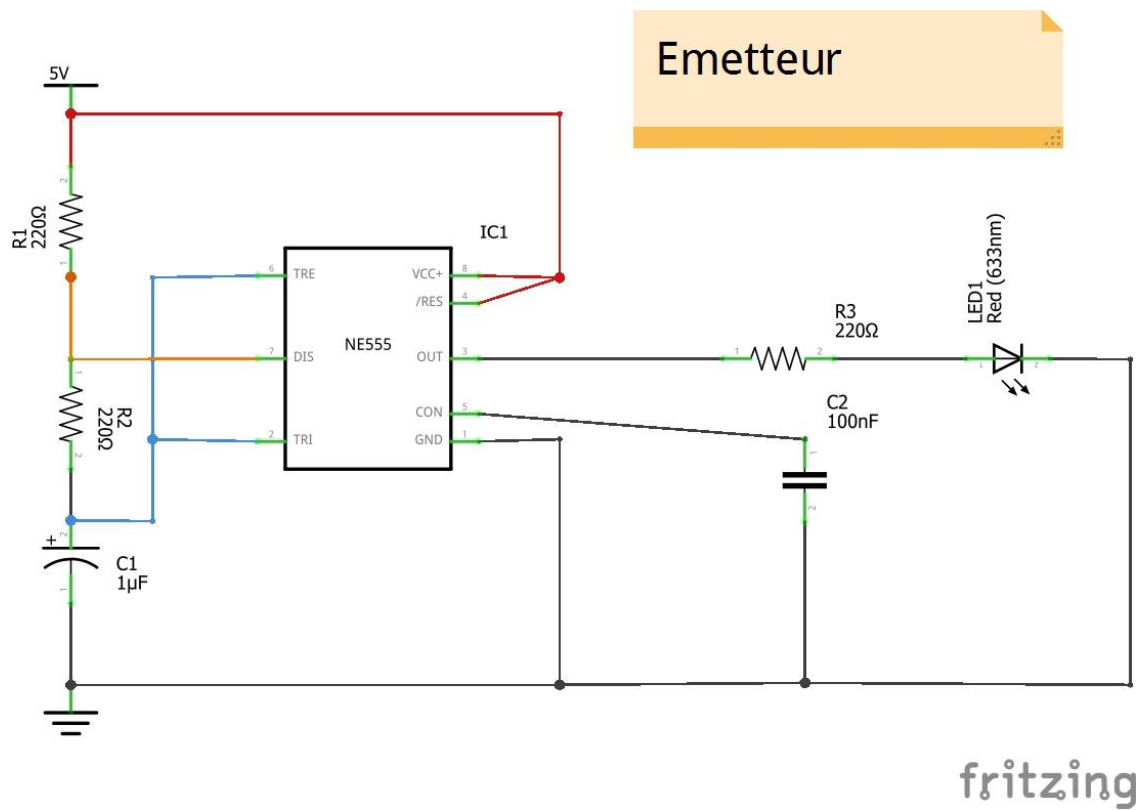 Emetteur
5V
R1
220Ω
2
1
IC1
NE555
6
TRE
7
DIS
2
TRI
VCC+
8
/RES
4
OUT
3
CON
5
GND
1
R2
220Ω
1
2
C1
1µF
+
2
1
R3
220Ω
1
2
LED1
Red (633nm)
1
2
C2
100nF
1
2
fritzing